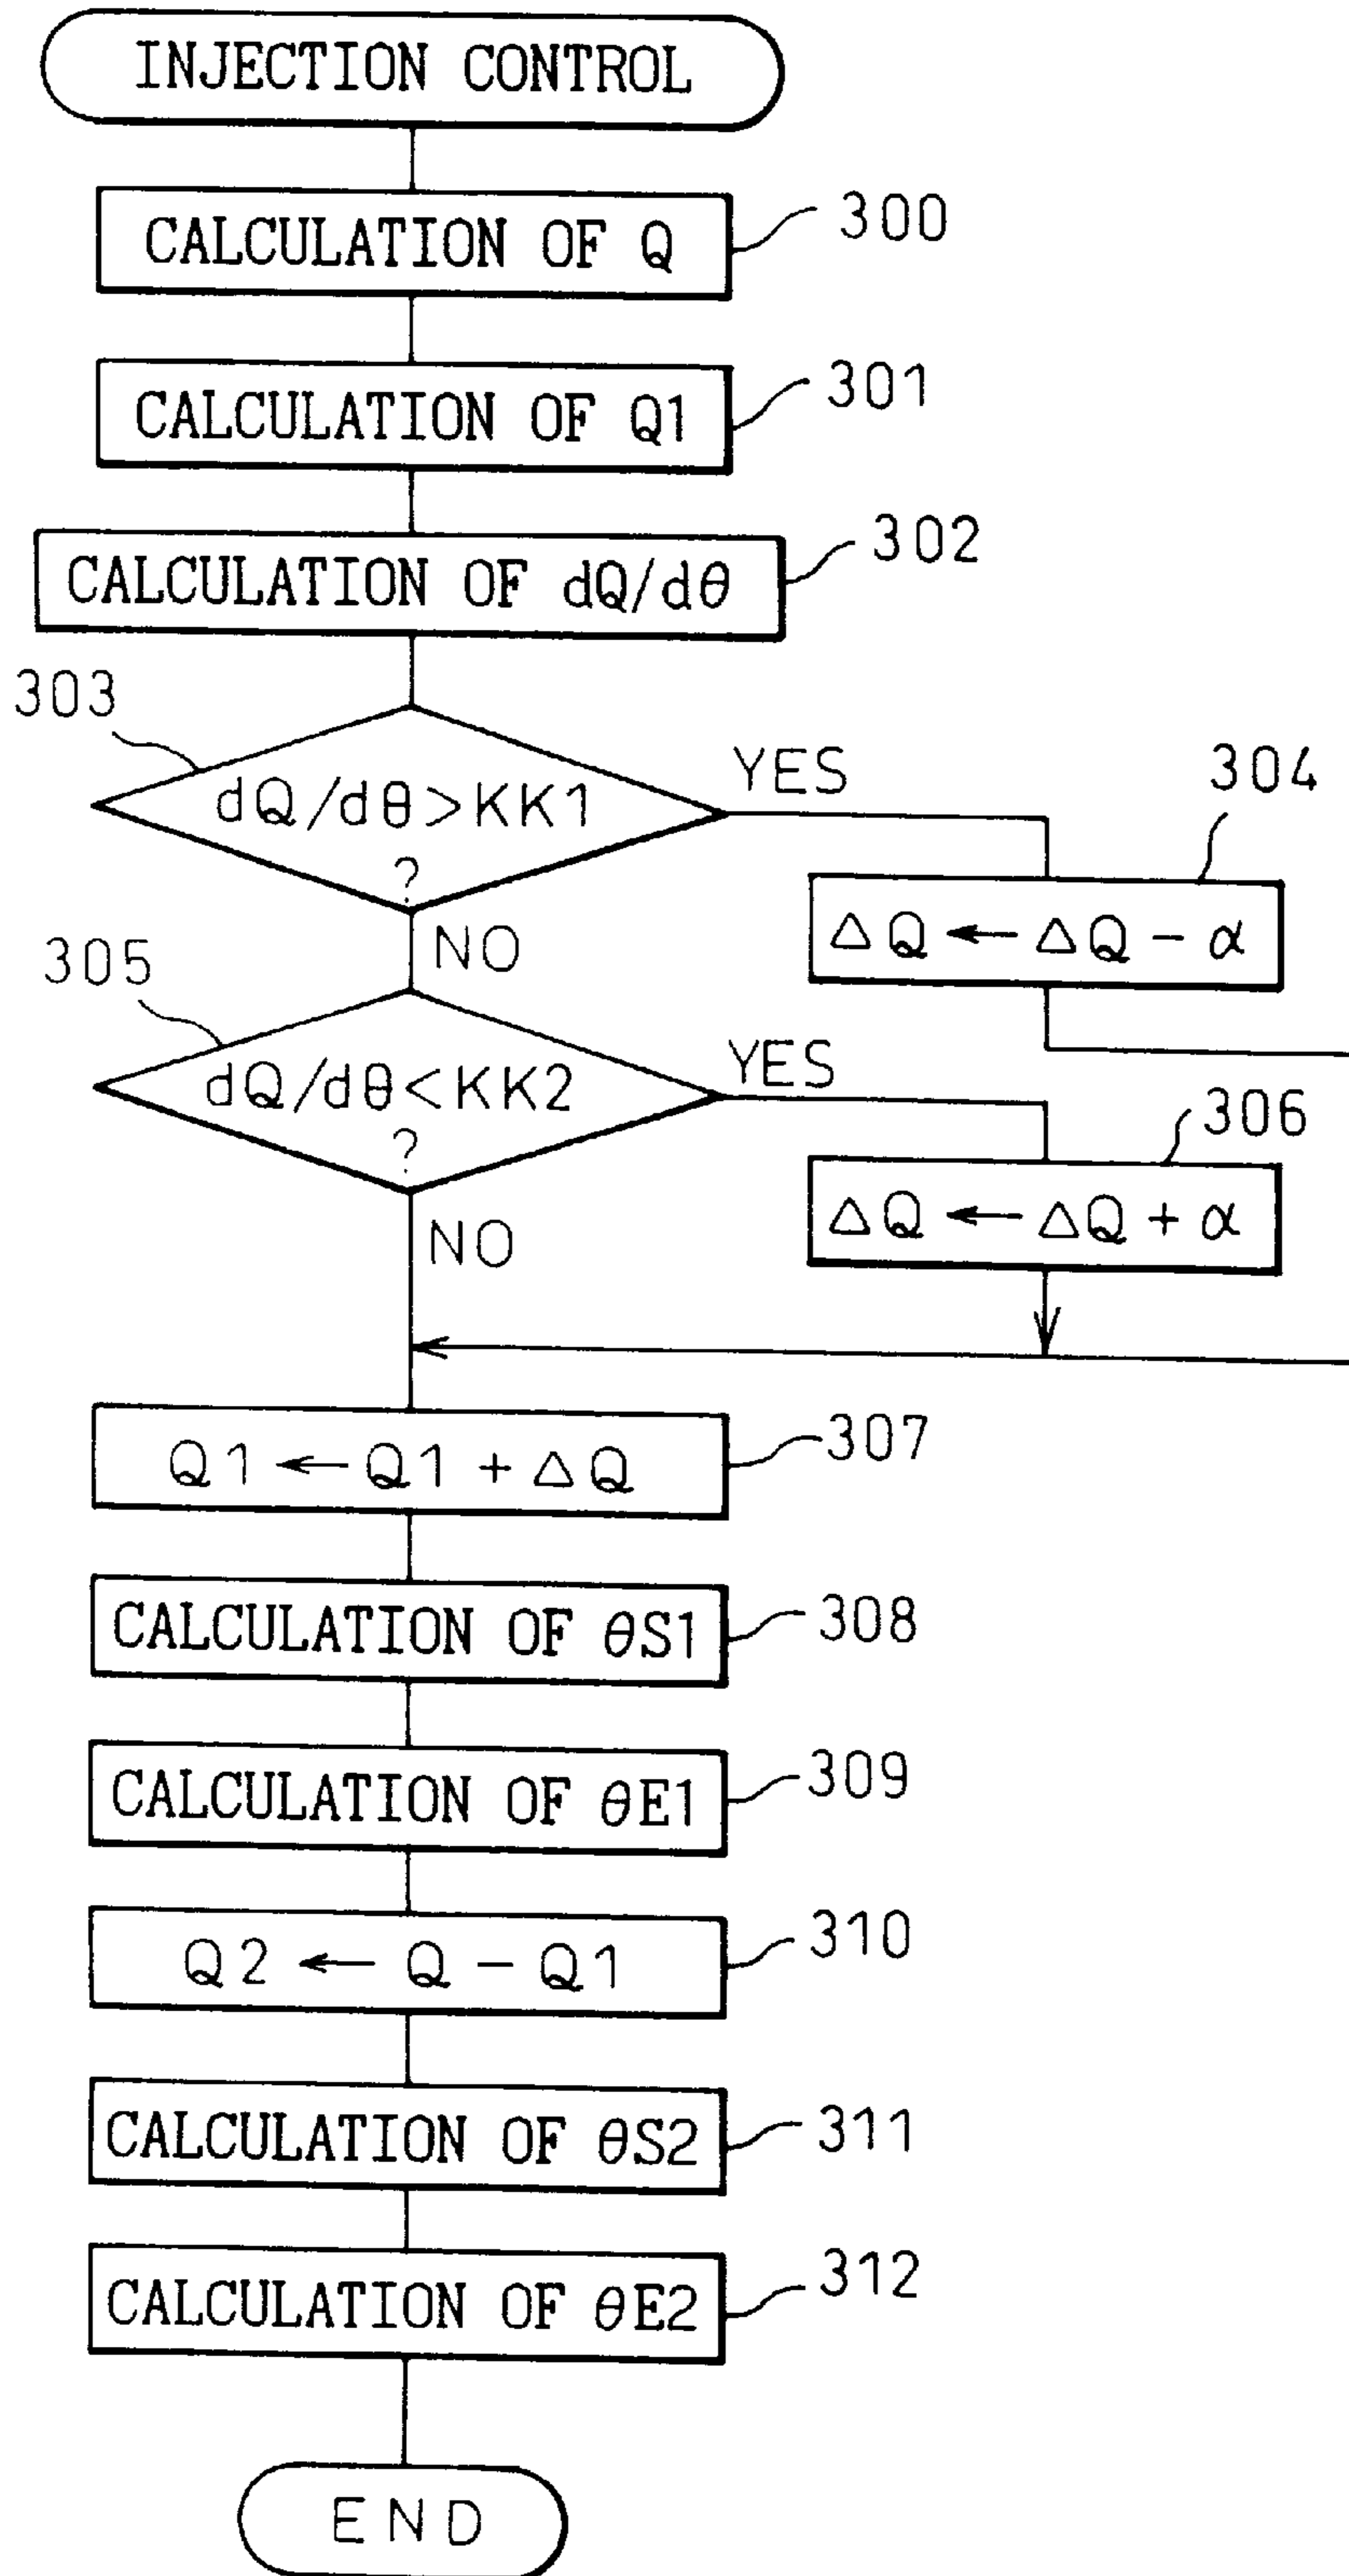 INJECTION CONTROL
CALCULATION OF Q
300
CALCULATION OF Q1
301
CALCULATION OF dQ/dθ
302
303
dQ/dθ>KK1
?
YES
NO
304
ΔQ ← ΔQ - α
305
dQ/dθ<KK2
?
YES
NO
306
ΔQ ← ΔQ + α
Q1 ← Q1 + ΔQ
307
CALCULATION OF θS1
308
CALCULATION OF θE1
309
Q2 ← Q - Q1
310
CALCULATION OF θS2
311
CALCULATION OF θE2
312
END